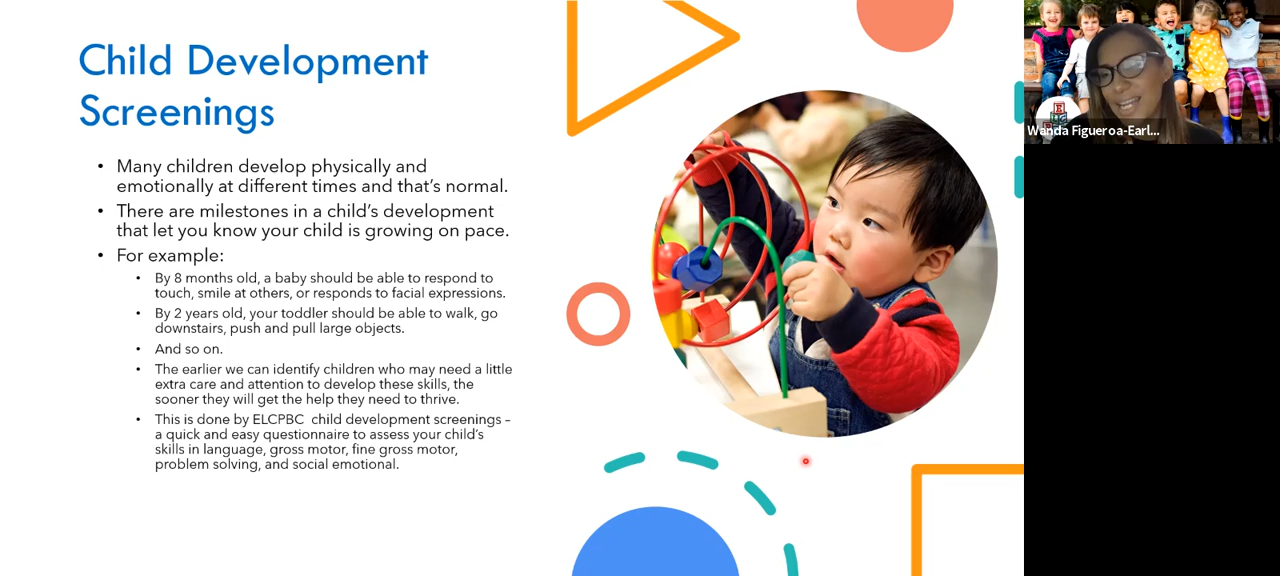 Child Development
Screenings
• Many children develop physically and
emotionally at different times and that's normal.
• There are milestones in a child's development
that let you know your child is growing on pace.
• For example:
• By 8 months old, a baby should be able to respond to
touch, smile at others, or responds to facial expressions.
• By 2 years old, your toddler should be able to walk, go
downstairs, push and pull large objects.
• And so on.
• The earlier we can identify children who may need a little
extra care and attention to develop these skills, the
sooner they will get the help they need to thrive.
• This is done by ELCPBC child development screenings –
a quick and easy questionnaire to assess your child's
skills in language, gross motor, fine gross motor,
problem solving, and social emotional.
Wanda Figueroa-Earl...